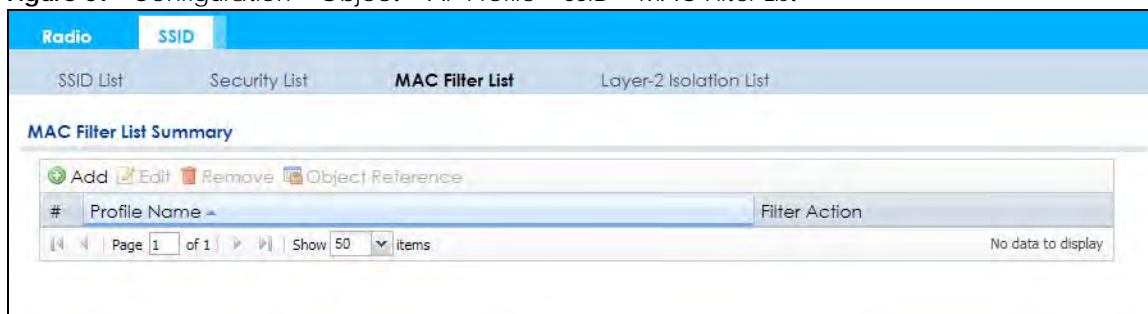 Radio SSID
SSID List Security List MAC Filter List Layer-2 Isolation List
MAC Filter List Summary
Add Edit Remove Object Reference
# Profile Name Filter Action
Page 1 of 1 Show 50 items No data to display